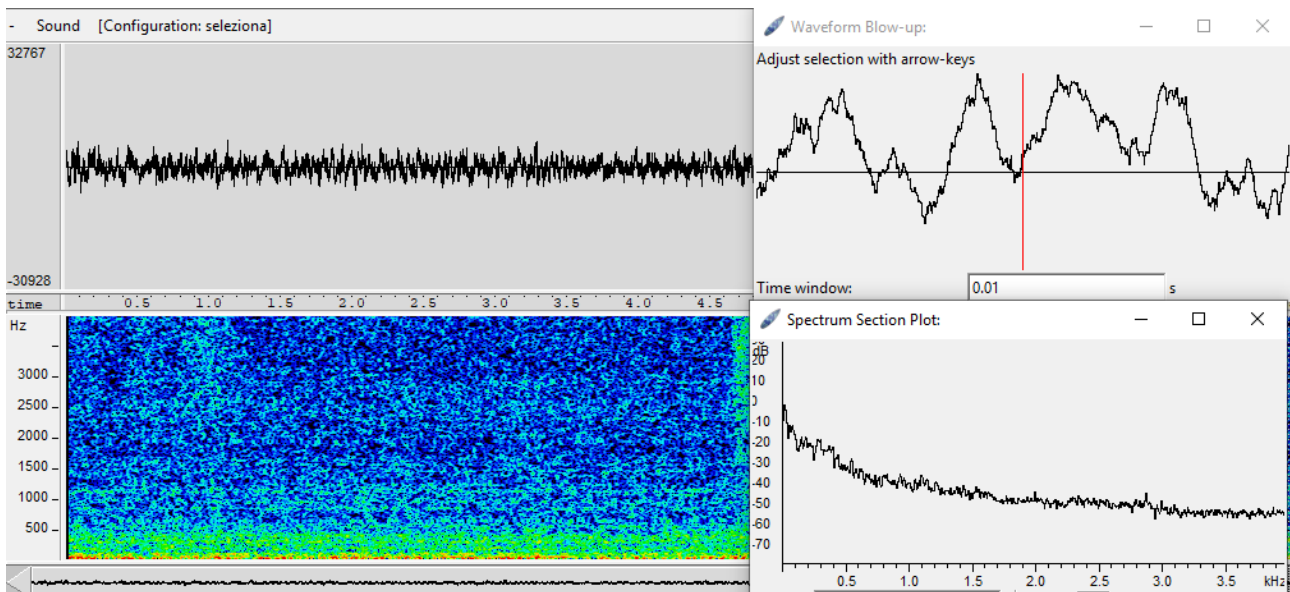 - Sound [Configuration: seleziona]
32767
-30928
time 0.5 1.0 1.5 2.0 2.5 3.0 3.5 4.0 4.5
Hz
3000
2500
2000
1500
1000
500
Waveform Blow-up:
Adjust selection with arrow-keys
Time window: 0.01 s
Spectrum Section Plot:
dB
20
10
0
-10
-20
-30
-40
-50
-60
-70
0.5 1.0 1.5 2.0 2.5 3.0 3.5 kHz